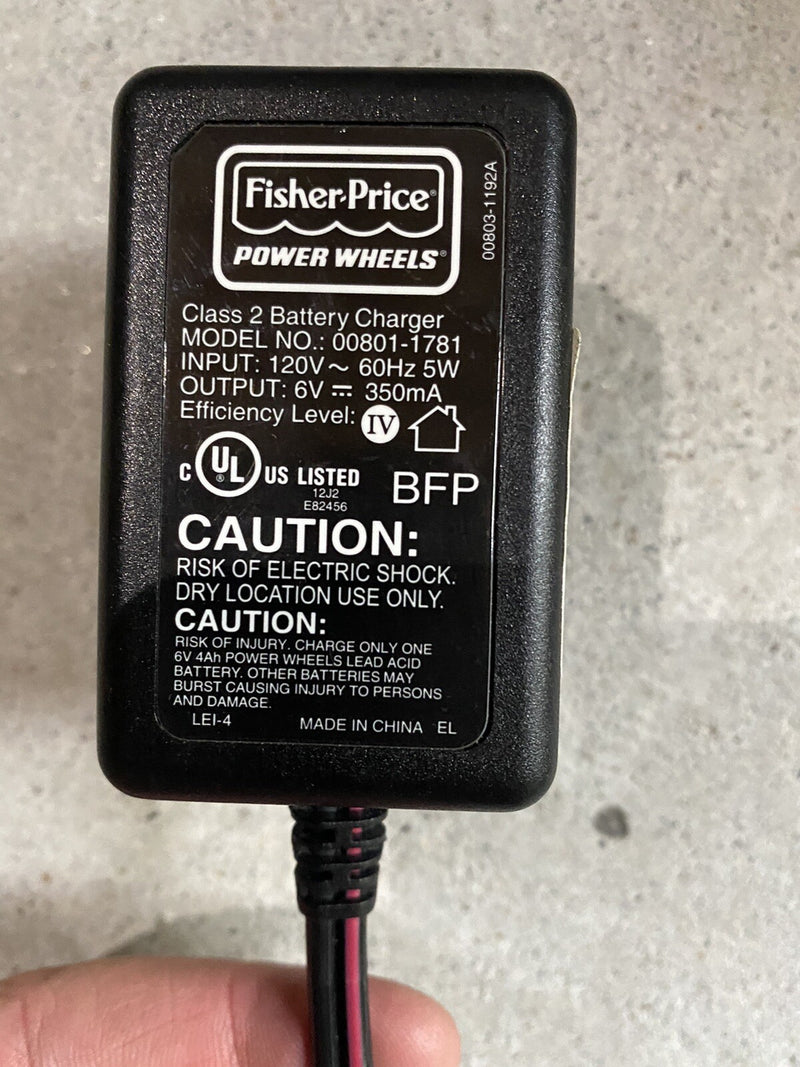 Fisher-Price®
POWER WHEELS®
00803-1192A
Class 2 Battery Charger
MODEL NO.: 00801-1781
INPUT: 120V~ 60Hz 5W
OUTPUT: 6V ⎓ 350mA
Efficiency Level: IV
C UL® US LISTED
12J2
E82456
BFP
CAUTION:
RISK OF ELECTRIC SHOCK.
DRY LOCATION USE ONLY.
CAUTION:
RISK OF INJURY. CHARGE ONLY ONE
6V 4Ah POWER WHEELS LEAD ACID
BATTERY. OTHER BATTERIES MAY
BURST CAUSING INJURY TO PERSONS
AND DAMAGE.
LEI-4 MADE IN CHINA EL